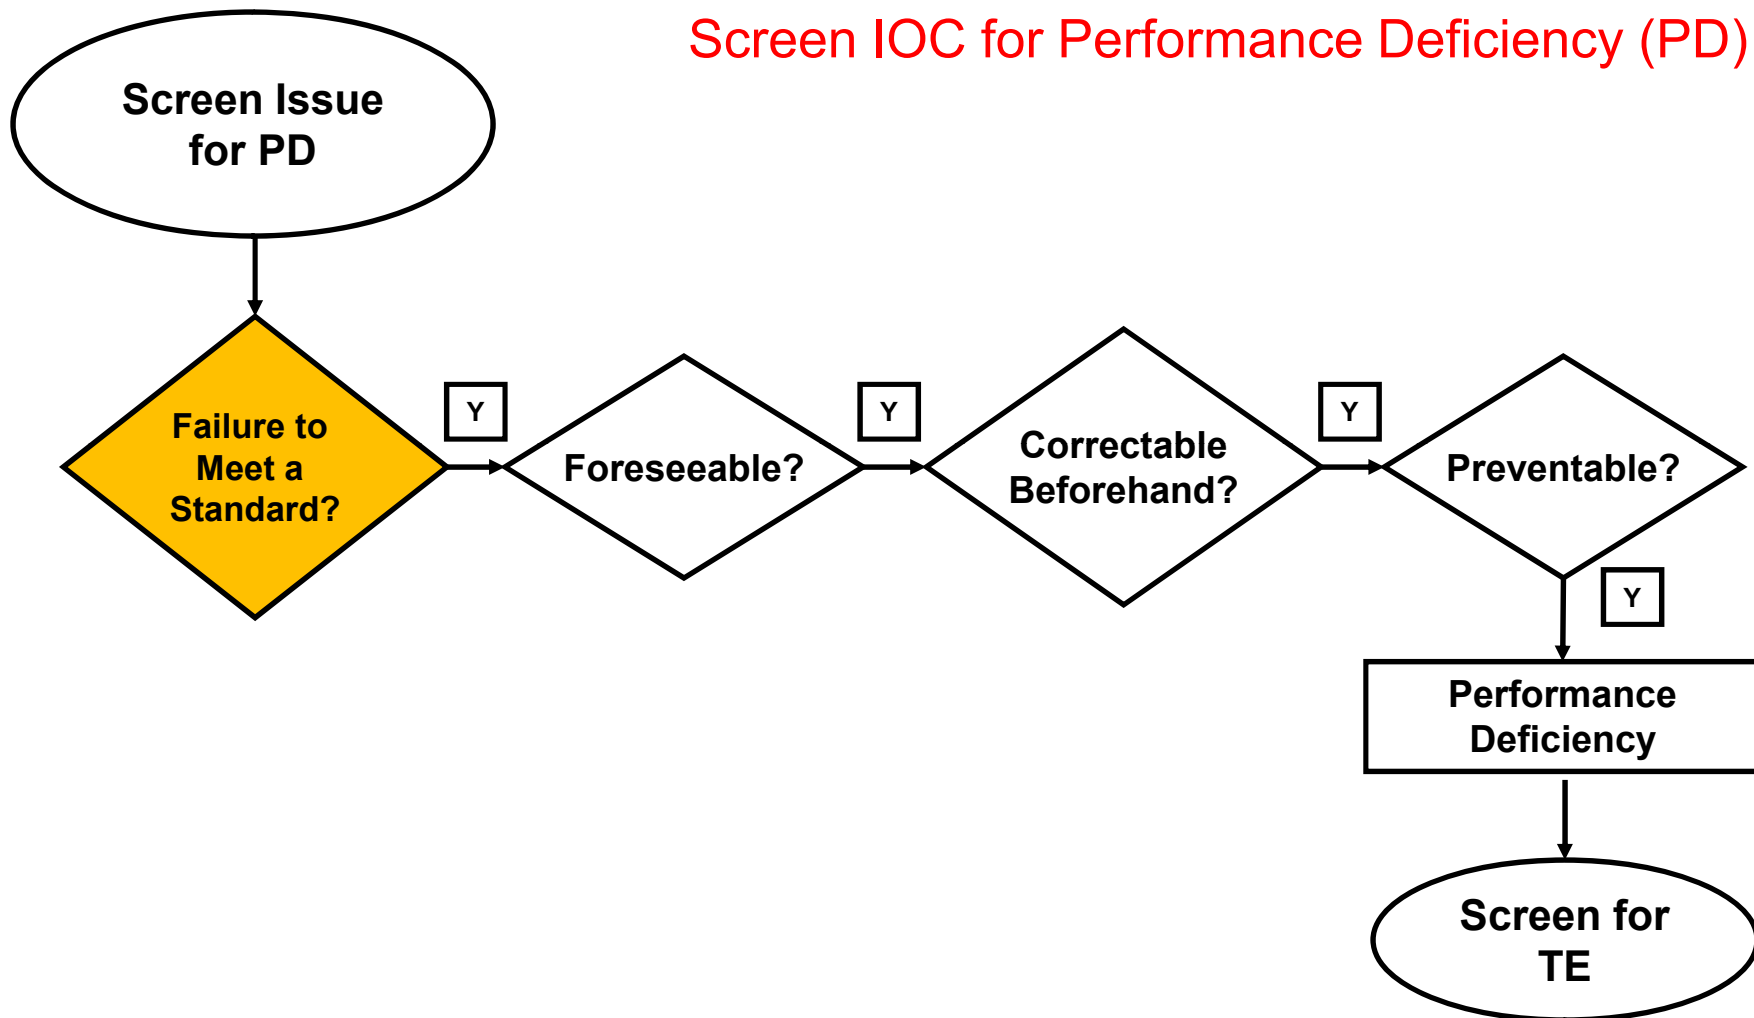 Screen IOC for Performance Deficiency (PD)
Screen Issue
for PD
Failure to
Meet a
Standard?
Y
Foreseeable?
Y
Correctable
Beforehand?
Y
Preventable?
Y
Performance
Deficiency
Screen for
TE